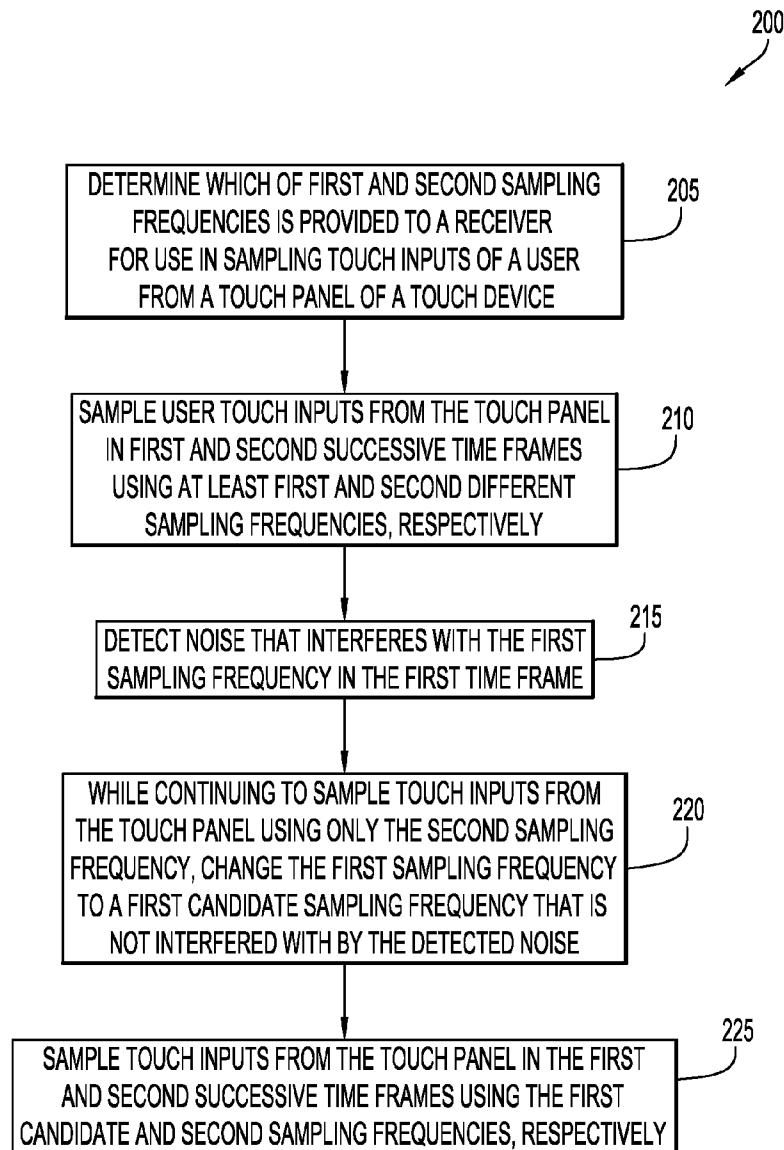 200
DETERMINE WHICH OF FIRST AND SECOND SAMPLING
FREQUENCIES IS PROVIDED TO A RECEIVER
FOR USE IN SAMPLING TOUCH INPUTS OF A USER
FROM A TOUCH PANEL OF A TOUCH DEVICE
205
SAMPLE USER TOUCH INPUTS FROM THE TOUCH PANEL
IN FIRST AND SECOND SUCCESSIVE TIME FRAMES
USING AT LEAST FIRST AND SECOND DIFFERENT
SAMPLING FREQUENCIES, RESPECTIVELY
210
DETECT NOISE THAT INTERFERES WITH THE FIRST
SAMPLING FREQUENCY IN THE FIRST TIME FRAME
215
WHILE CONTINUING TO SAMPLE TOUCH INPUTS FROM
THE TOUCH PANEL USING ONLY THE SECOND SAMPLING
FREQUENCY, CHANGE THE FIRST SAMPLING FREQUENCY
TO A FIRST CANDIDATE SAMPLING FREQUENCY THAT IS
NOT INTERFERED WITH BY THE DETECTED NOISE
220
SAMPLE TOUCH INPUTS FROM THE TOUCH PANEL IN THE FIRST
AND SECOND SUCCESSIVE TIME FRAMES USING THE FIRST
CANDIDATE AND SECOND SAMPLING FREQUENCIES, RESPECTIVELY
225